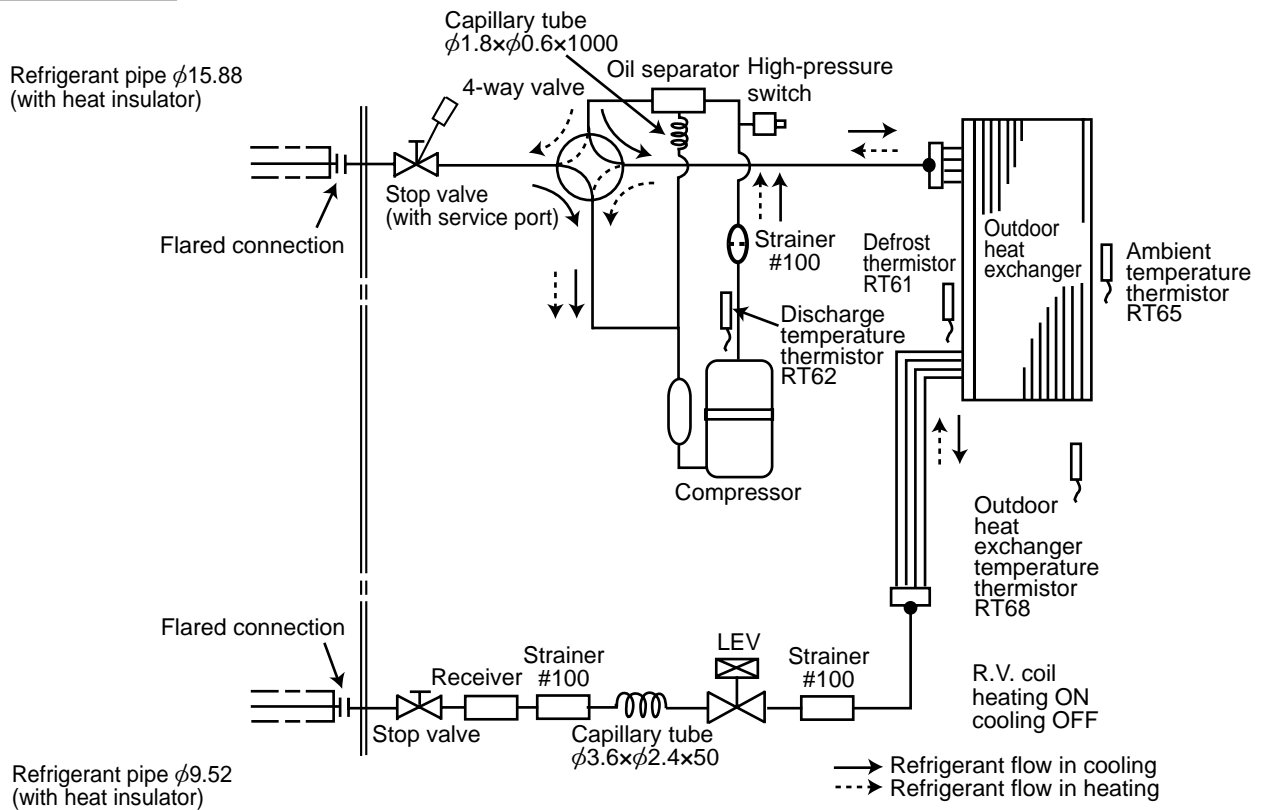 Capillary tube
ϕ1.8×ϕ0.6×1000
Refrigerant pipe ϕ15.88
(with heat insulator)
4-way valve
Oil separator
High-pressure
switch
Stop valve
(with service port)
Flared connection
Strainer
#100
Defrost
thermistor
RT61
Outdoor
heat
exchanger
Ambient
temperature
thermistor
RT65
Discharge
temperature
thermistor
RT62
Compressor
Outdoor
heat
exchanger
temperature
thermistor
RT68
Flared connection
LEV
Receiver
Strainer
#100
Strainer
#100
Stop valve
Capillary tube
ϕ3.6×ϕ2.4×50
R.V. coil
heating ON
cooling OFF
Refrigerant pipe ϕ9.52
(with heat insulator)
Refrigerant flow in cooling
Refrigerant flow in heating